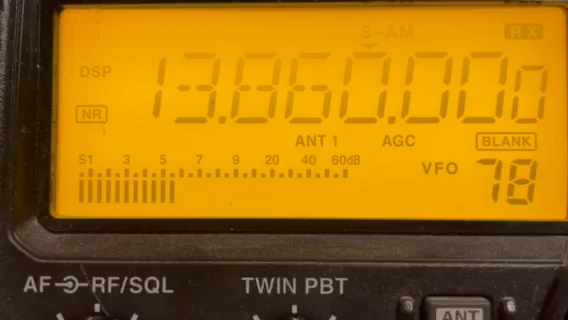 S-AM RX
DSP 13.860.000
NR
ANT 1 AGC BLANK
S1 3 5 7 9 20 40 60dB
VFO 78
AF RF/SQL TWIN PBT
ANT